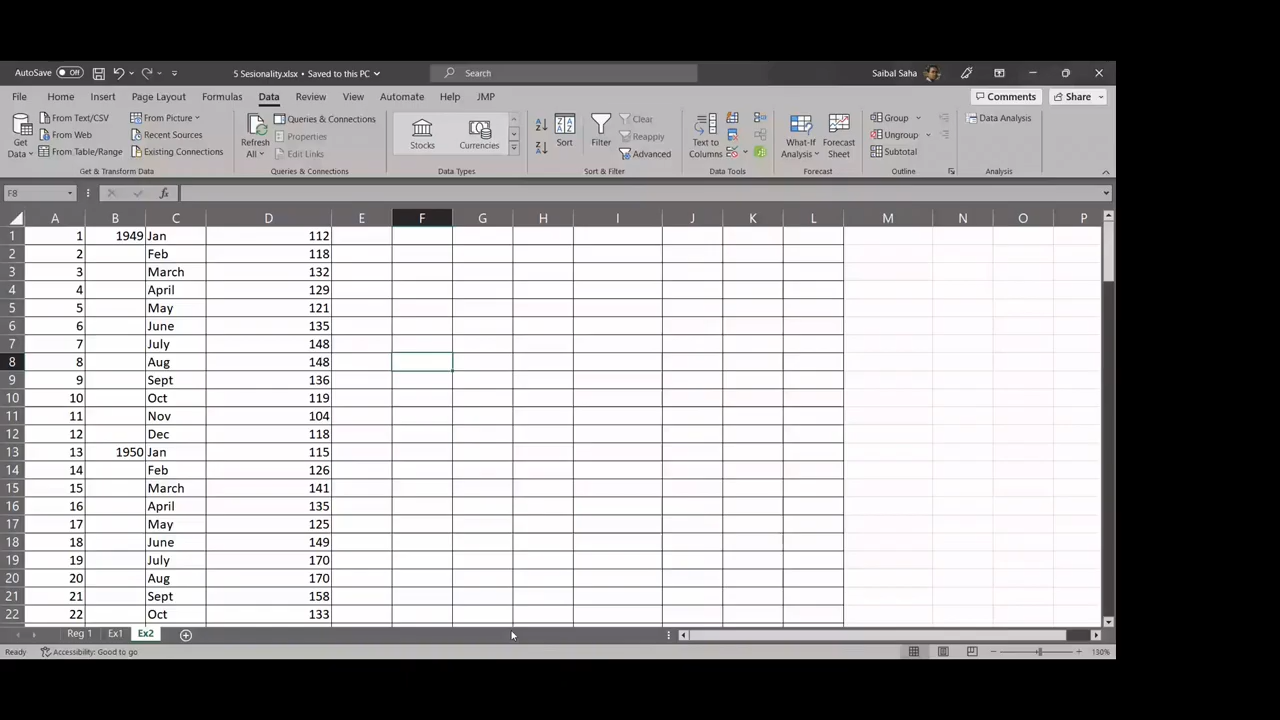 AutoSave Off 5 Sesionality.xlsx • Saved to this PC Search Saibal Saha
File Home Insert Page Layout Formulas Data Review View Automate Help JMP Comments Share
Get Data From Text/CSV From Web From Table/Range From Picture Recent Sources Existing Connections
Refresh All Queries & Connections Properties Edit Links
Stocks Currencies
Sort Filter Clear Reapply Advanced
Text to Columns
What-If Analysis Forecast Sheet
Group Ungroup Subtotal
Data Analysis
Get & Transform Data Queries & Connections Data Types Sort & Filter Data Tools Forecast Outline Analysis
F8 fx
A B C D E F G H I J K L M N O P
1 1 1949 Jan 112
2 2 Feb 118
3 3 March 132
4 4 April 129
5 5 May 121
6 6 June 135
7 7 July 148
8 8 Aug 148
9 9 Sept 136
10 10 Oct 119
11 11 Nov 104
12 12 Dec 118
13 13 1950 Jan 115
14 14 Feb 126
15 15 March 141
16 16 April 135
17 17 May 125
18 18 June 149
19 19 July 170
20 20 Aug 170
21 21 Sept 158
22 22 Oct 133
Reg 1 Ex1 Ex2
Ready Accessibility: Good to go 130%